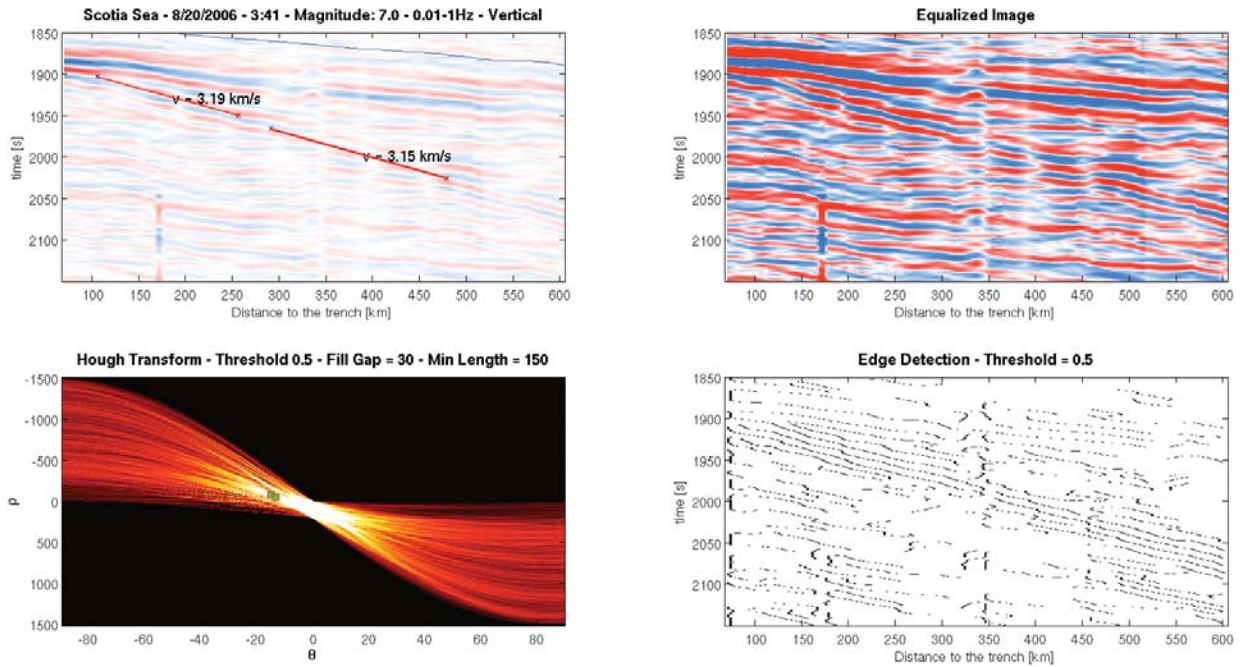 Scotia Sea - 8/20/2006 - 3:41 - Magnitude: 7.0 - 0.01-1Hz - Vertical
1850
1900
1950
2000
2050
2100
time [s]
v = 3.19 km/s
v = 3.15 km/s
100 150 200 250 300 350 400 450 500 550 600
Distance to the trench [km]
Equalized Image
1850
1900
1950
2000
2050
2100
time [s]
100 150 200 250 300 350 400 450 500 550 600
Distance to the trench [km]
Hough Transform - Threshold 0.5 - Fill Gap = 30 - Min Length = 150
-1500
-1000
-500
0
500
1000
1500
ρ
-80 -60 -40 -20 0 20 40 60 80
θ
Edge Detection - Threshold = 0.5
1850
1900
1950
2000
2050
2100
time [s]
100 150 200 250 300 350 400 450 500 550 600
Distance to the trench [km]